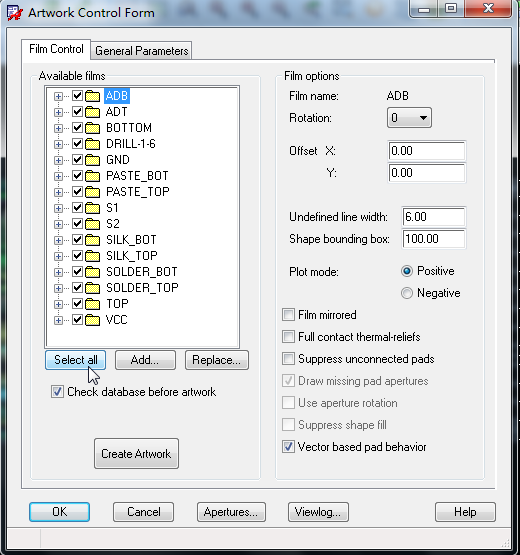 Artwork Control Form
Film Control
General Parameters
Available films
ADB
ADT
BOTTOM
DRILL-1-6
GND
PASTE_BOT
PASTE_TOP
S1
S2
SILK_BOT
SILK_TOP
SOLDER_BOT
SOLDER_TOP
TOP
VCC
Select all
Add...
Replace...
Check database before artwork
Create Artwork
Film options
Film name: ADB
Rotation: 0
Offset X: 0.00
Y: 0.00
Undefined line width: 6.00
Shape bounding box: 100.00
Plot mode: Positive
Negative
Film mirrored
Full contact thermal-reliefs
Suppress unconnected pads
Draw missing pad apertures
Use aperture rotation
Suppress shape fill
Vector based pad behavior
OK
Cancel
Apertures...
Viewlog...
Help